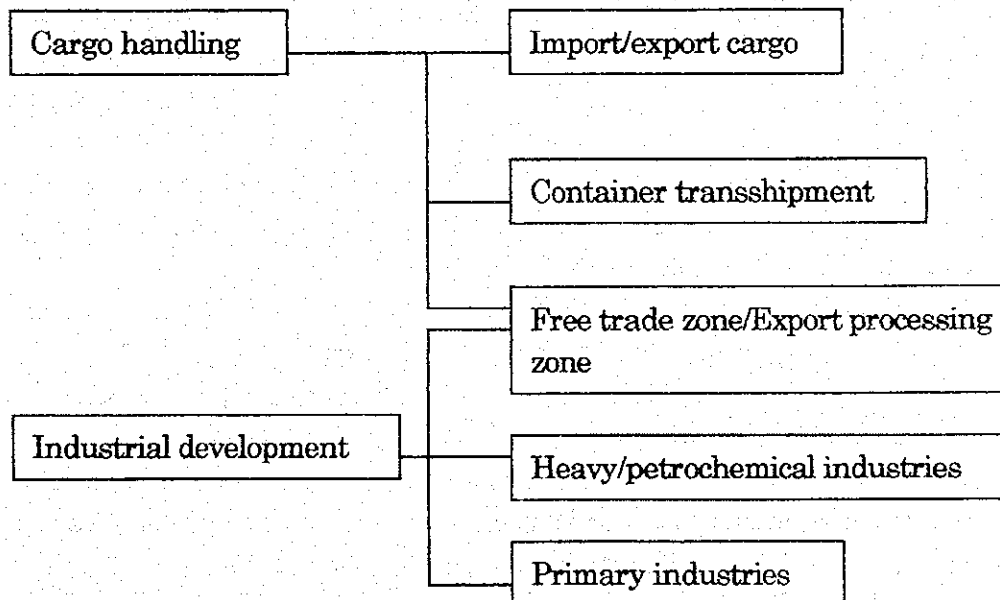 Cargo handling
Import/export cargo
Container transshipment
Free trade zone/Export processing
zone
Industrial development
Heavy/petrochemical industries
Primary industries